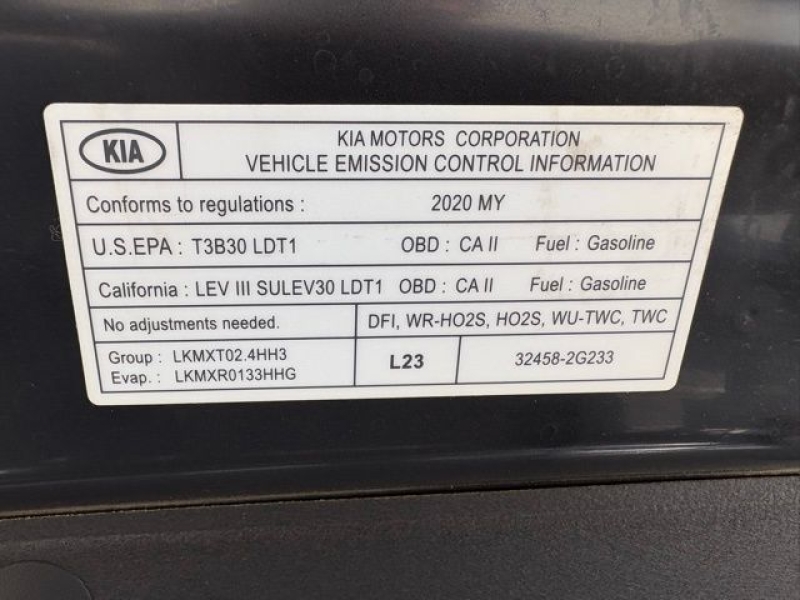 KIA
KIA MOTORS CORPORATION
VEHICLE EMISSION CONTROL INFORMATION
Conforms to regulations : 2020 MY
U.S.EPA : T3B30 LDT1 OBD : CA II Fuel : Gasoline
California : LEV III SULEV30 LDT1 OBD : CA II Fuel : Gasoline
No adjustments needed. DFI, WR-HO2S, HO2S, WU-TWC, TWC
Group : LKMXT02.4HH3
Evap. : LKMXR0133HHG
L23 32458-2G233